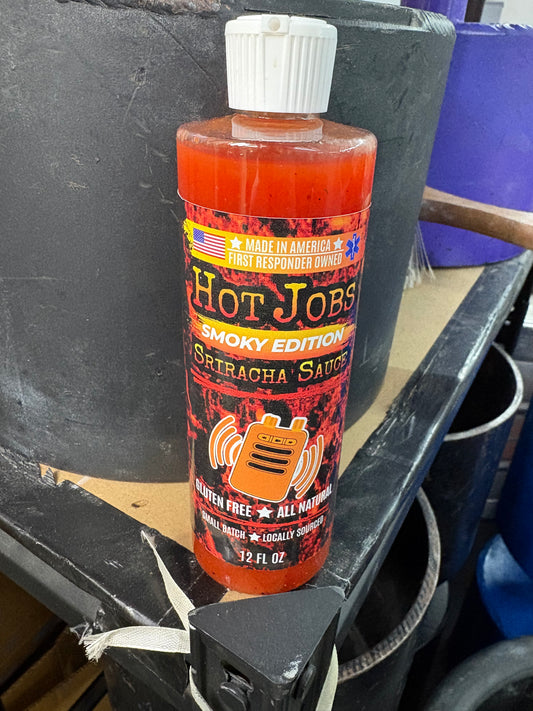 ★ MADE IN AMERICA ★
FIRST RESPONDER OWNED
HOT JOBS
SMOKY EDITION
SRIRACHA SAUCE
GLUTEN FREE ★ ALL NATURAL
SMALL BATCH ★ LOCALLY SOURCED
12 FL OZ